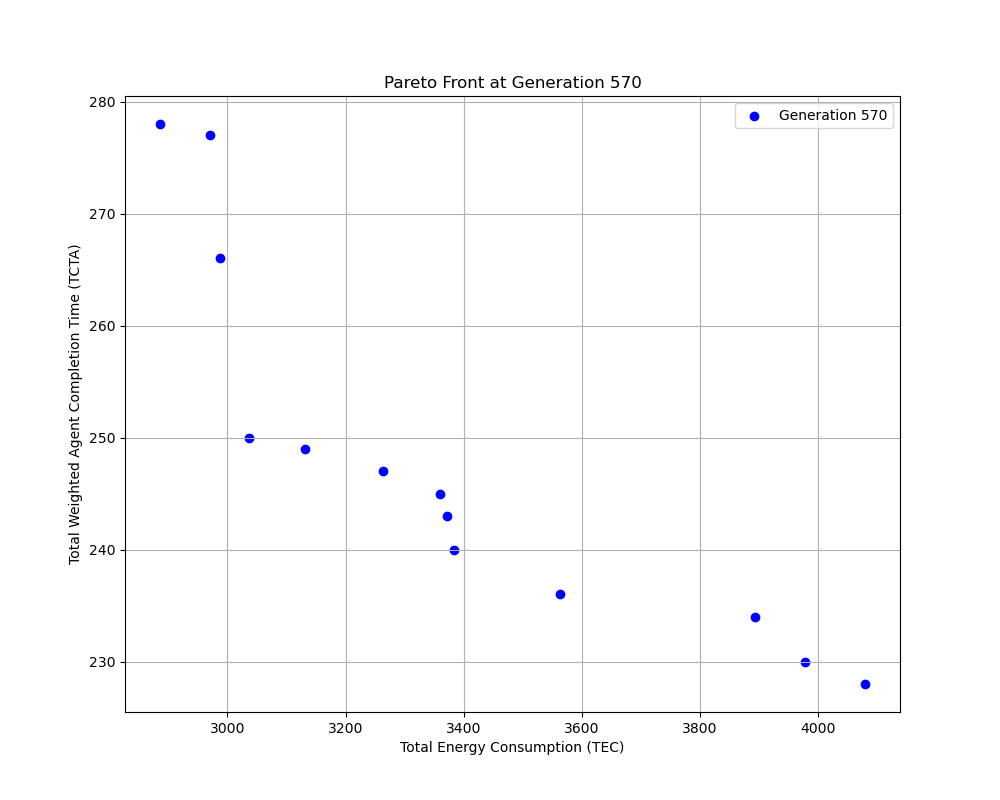 Pareto Front at Generation 570
Generation 570
Total Weighted Agent Completion Time (TCTA)
280
270
260
250
240
230
3000 3200 3400 3600 3800 4000
Total Energy Consumption (TEC)